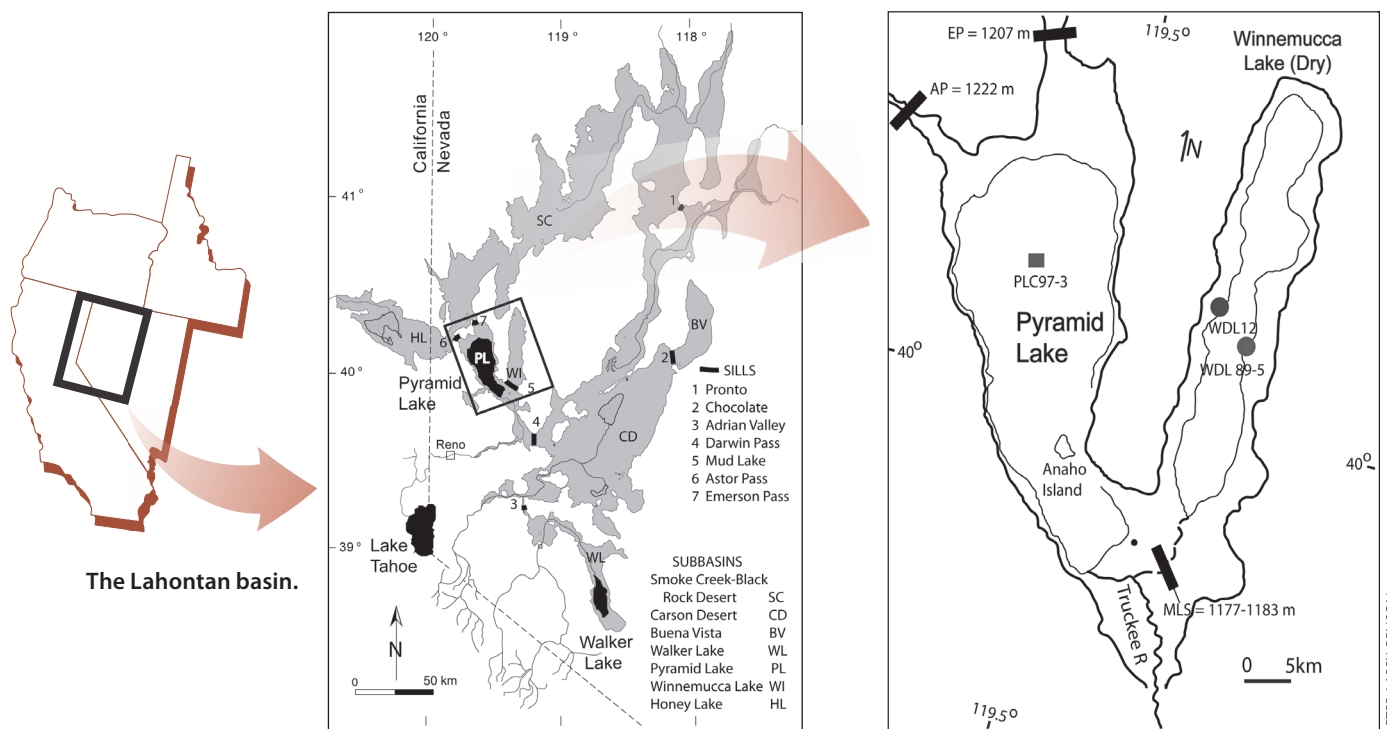 The Lahontan basin.
120 °
119 °
118 °
California
Nevada
41 °
40 °
39 °
SC
1
HL
7
6
PL
WI
5
BV
2
Pyramid
Lake
4
CD
Reno
3
Lake
Tahoe
WL
Walker
Lake
N
0 50 km
SILLS
1 Pronto
2 Chocolate
3 Adrian Valley
4 Darwin Pass
5 Mud Lake
6 Astor Pass
7 Emerson Pass
SUBBASINS
Smoke Creek-Black
Rock Desert SC
Carson Desert CD
Buena Vista BV
Walker Lake WL
Pyramid Lake PL
Winnemucca Lake WI
Honey Lake HL
EP = 1207 m
119.5°
Winnemucca
Lake (Dry)
AP = 1222 m
N
PLC97-3
Pyramid
Lake
WDL12
WDL 89-5
40°
40°
Anaho
Island
MLS = 1177-1183 m
Truckee R
0 5km
119.5°